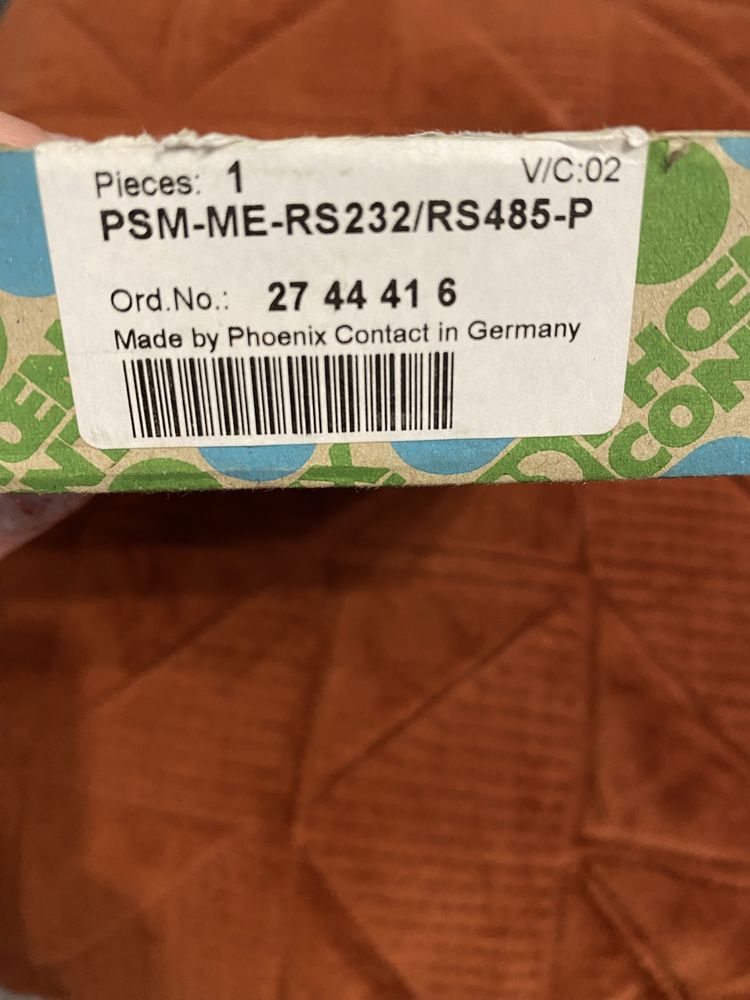 Pieces: 1
V/C:02
PSM-ME-RS232/RS485-P
Ord.No.: 27 44 41 6
Made by Phoenix Contact in Germany